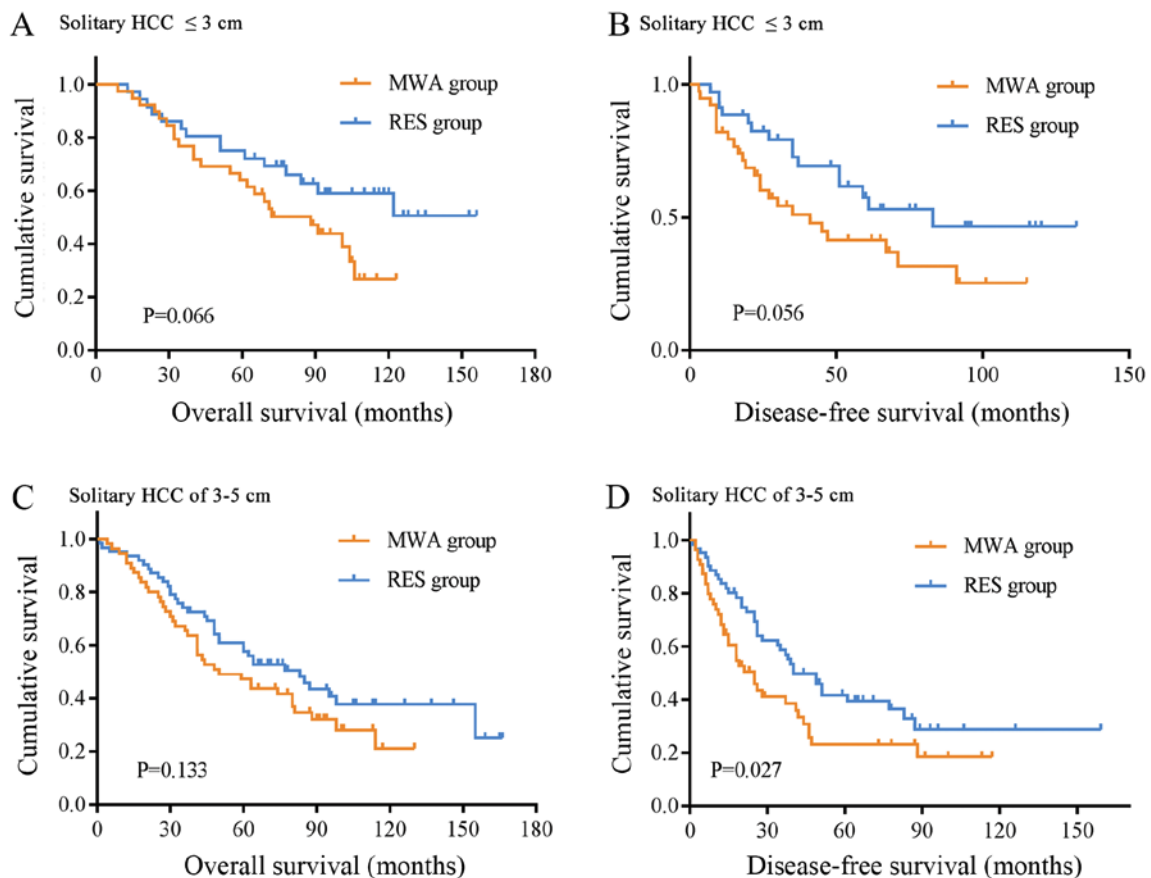 A Solitary HCC ≤ 3 cm
Cumulative survival
1.0
0.8
0.6
0.4
0.2
0.0
MWA group
RES group
P=0.066
0 30 60 90 120 150 180
Overall survival (months)
B Solitary HCC ≤ 3 cm
Cumulative survival
1.0
0.5
0.0
MWA group
RES group
P=0.056
0 50 100 150
Disease-free survival (months)
C Solitary HCC of 3-5 cm
Cumulative survival
1.0
0.8
0.6
0.4
0.2
0.0
MWA group
RES group
P=0.133
0 30 60 90 120 150 180
Overall survival (months)
D Solitary HCC of 3-5 cm
Cumulative survival
1.0
0.8
0.6
0.4
0.2
0.0
MWA group
RES group
P=0.027
0 30 60 90 120 150
Disease-free survival (months)